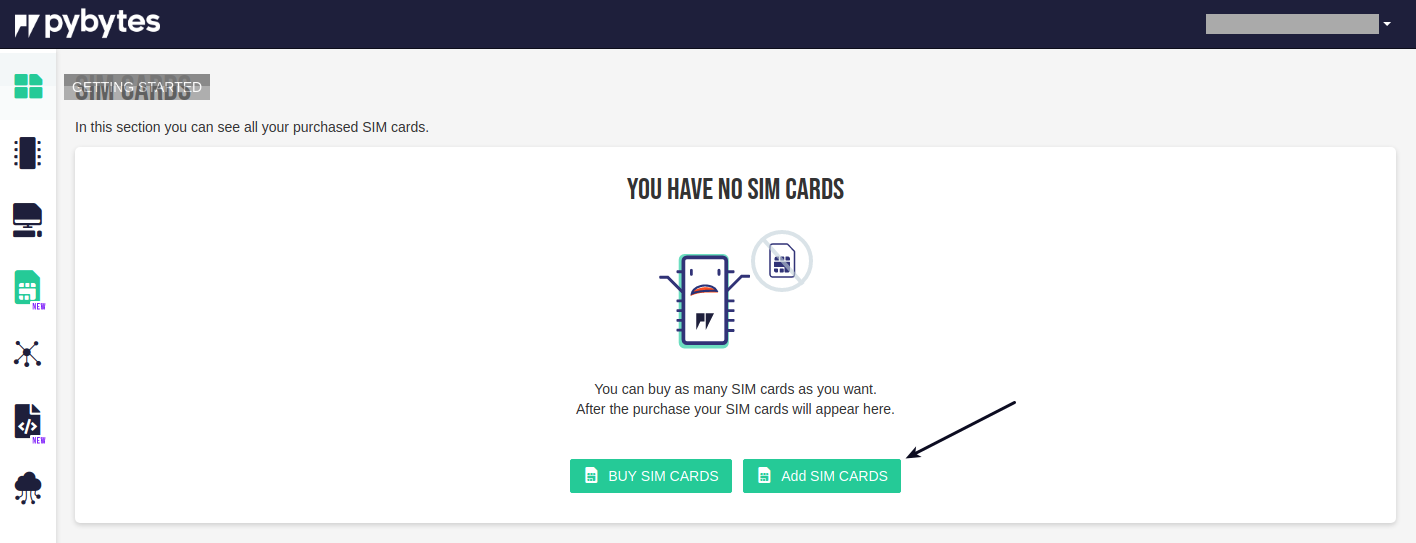 pybytes
GETTING STARTED
SIM CARDS
In this section you can see all your purchased SIM cards.
YOU HAVE NO SIM CARDS
NEW
You can buy as many SIM cards as you want.
After the purchase your SIM cards will appear here.
NEW
BUY SIM CARDS
Add SIM CARDS